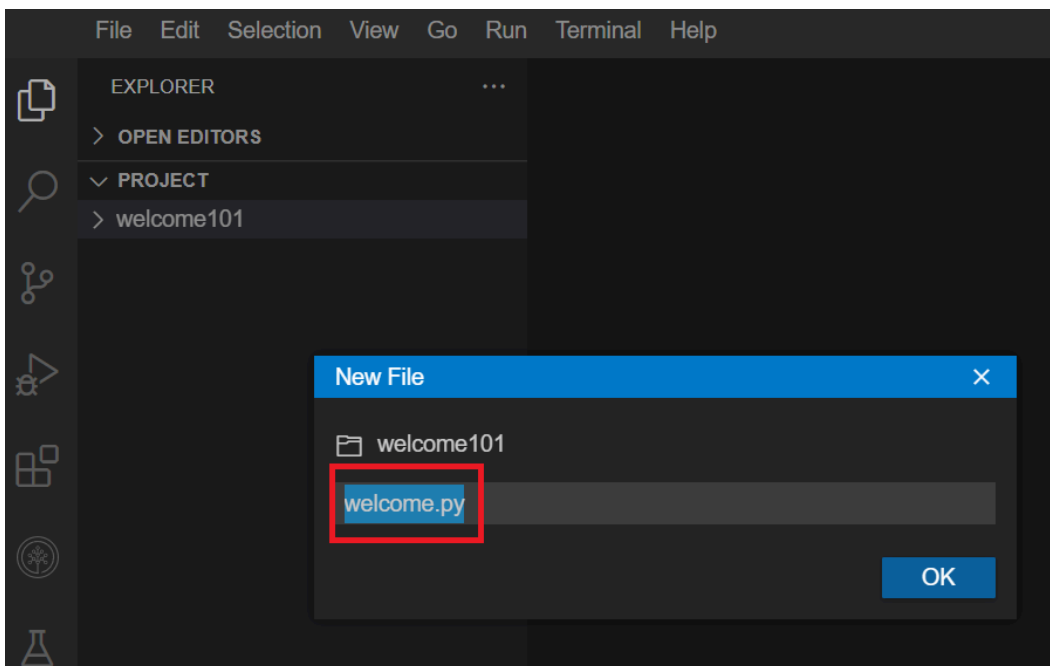 File Edit Selection View Go Run Terminal Help
EXPLORER
OPEN EDITORS
PROJECT
welcome101
New File
welcome101
welcome.py
OK